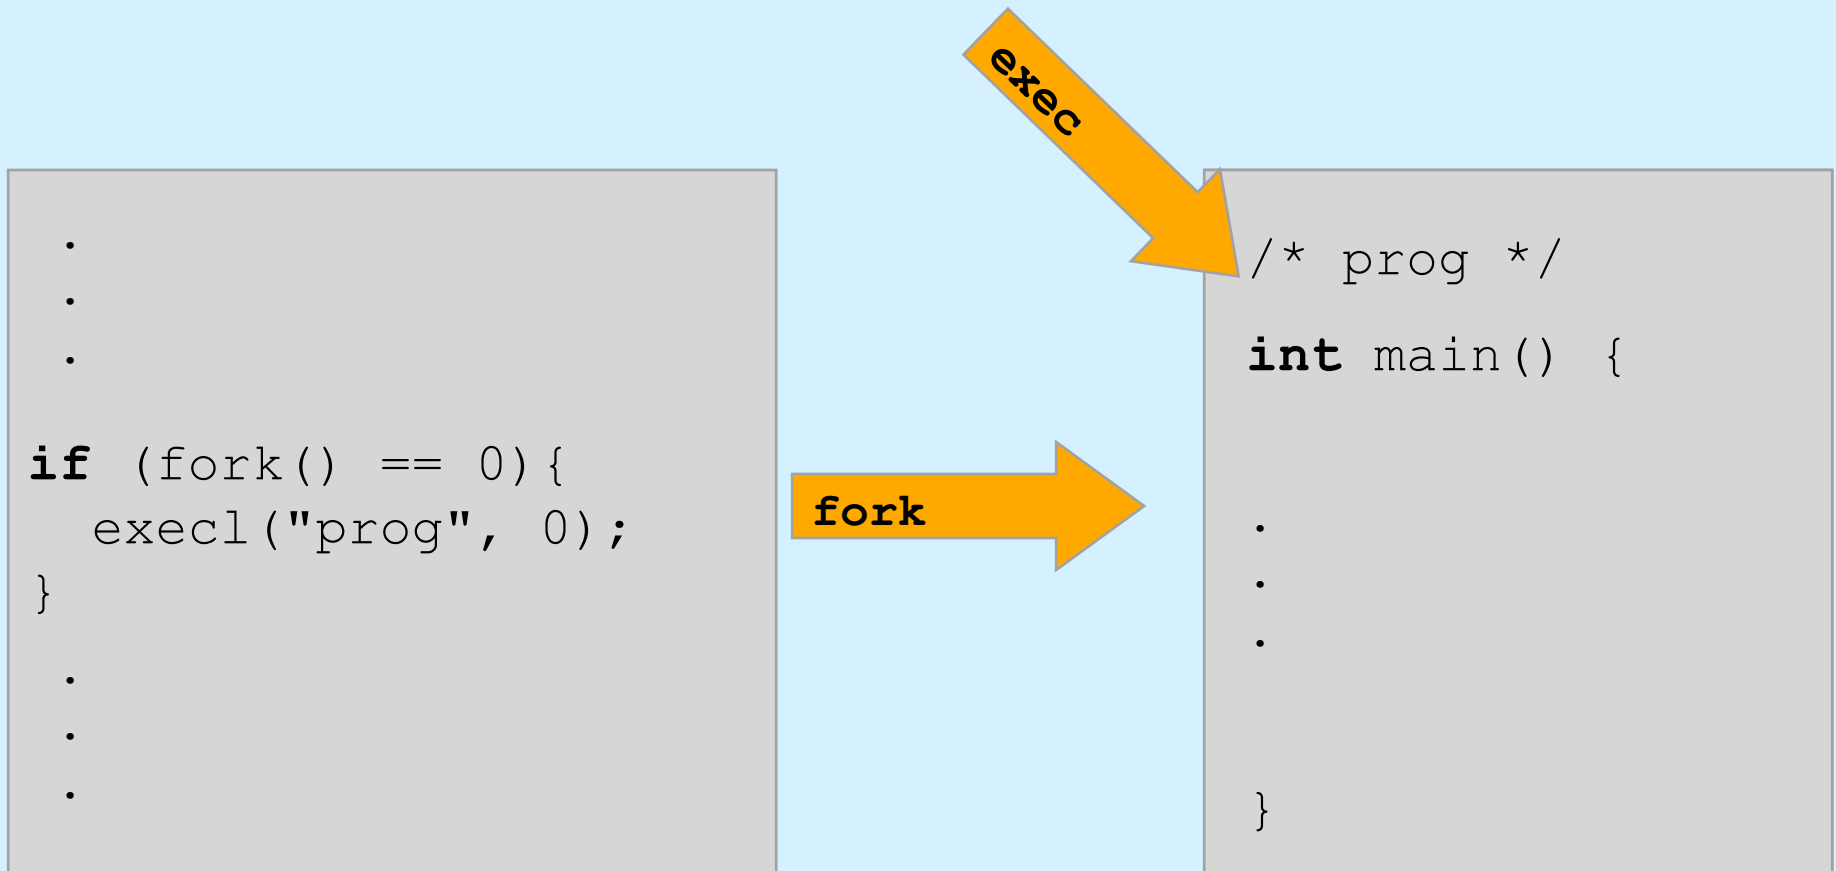 exec
.
.
.
if (fork() == 0){
  execl("prog", 0);
}
.
.
.
fork
/* prog */
int main() {
.
.
.
}